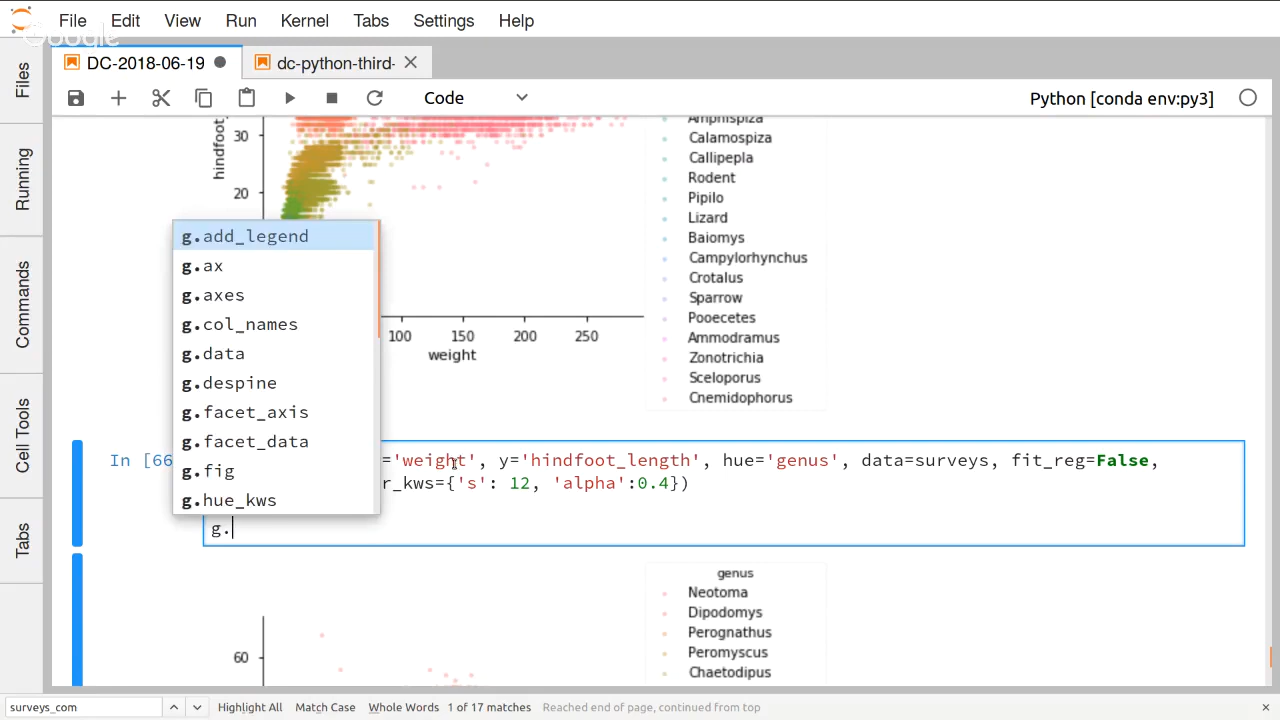 File Edit View Run Kernel Tabs Settings Help
Google
DC-2018-06-19 dc-python-third-
Code Python [conda env:py3]
Files
Running
Commands
Cell Tools
Tabs
hindfoot_
30
20
100 150 200 250
weight
Amphispiza
Calamospiza
Callipepla
Rodent
Pipilo
Lizard
Baiomys
Campylorhynchus
Crotalus
Sparrow
Pooecetes
Ammodramus
Zonotrichia
Sceloporus
Cnemidophorus
g.add_legend
g.ax
g.axes
g.col_names
g.data
g.despine
g.facet_axis
g.facet_data
g.fig
g.hue_kws
In [66 ='weight', y='hindfoot_length', hue='genus', data=surveys, fit_reg=False,
r_kws={'s': 12, 'alpha':0.4})
g.
genus
Neotoma
Dipodomys
Perognathus
Peromyscus
Chaetodipus
60
surveys_com Highlight All Match Case Whole Words 1 of 17 matches Reached end of page, continued from top